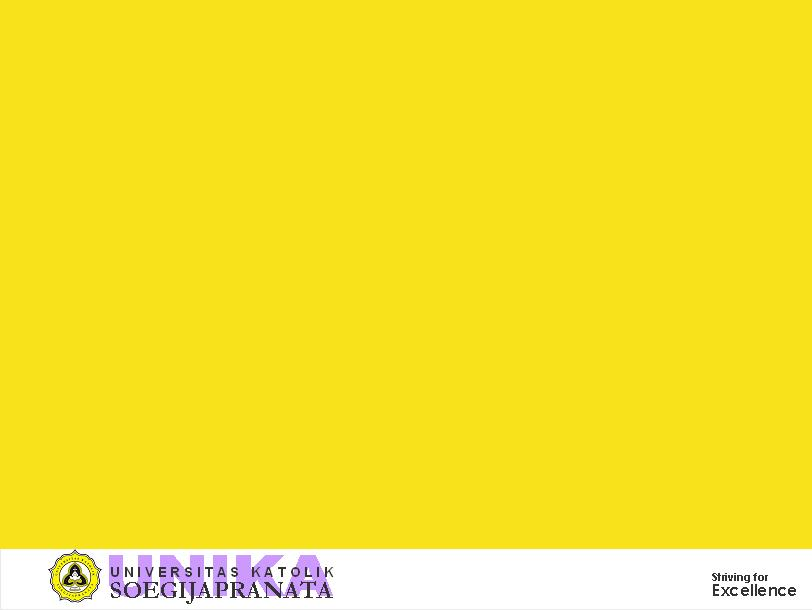 UNIKA
UNIVERSITAS KATOLIK
SOEGIJAPRANATA
Striving for
Excellence